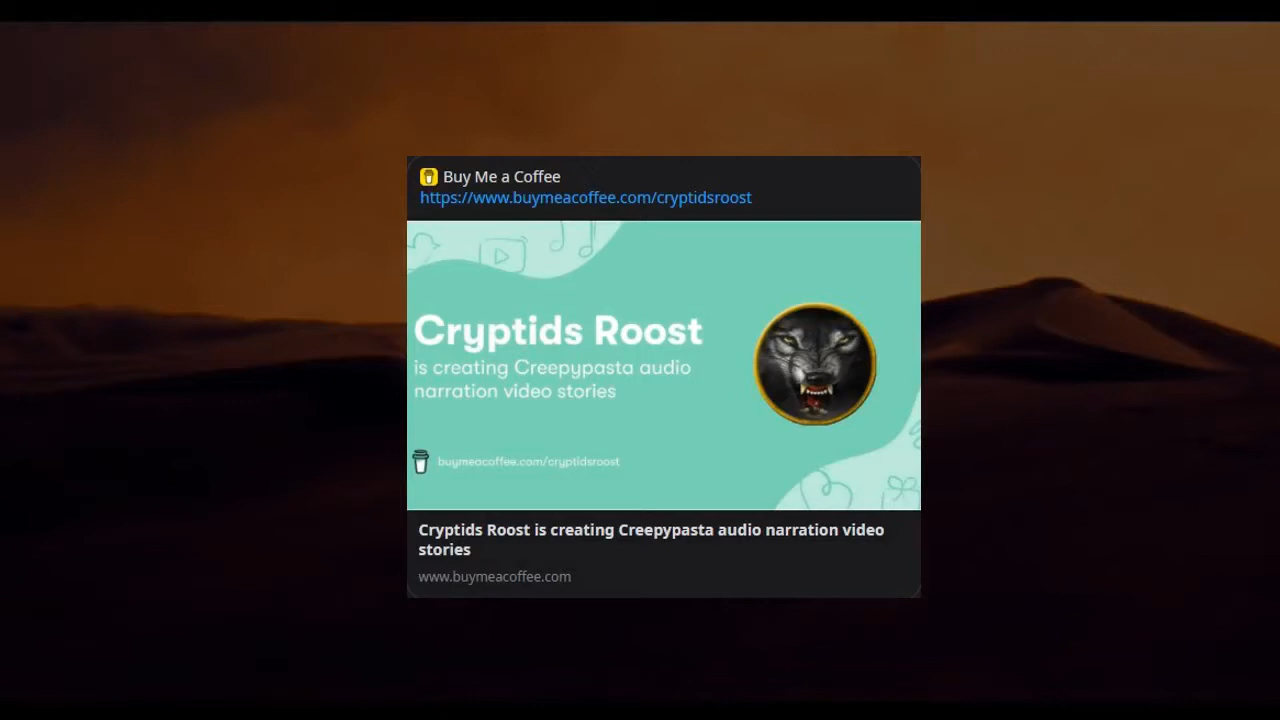 Buy Me a Coffee
https://www.buymeacoffee.com/cryptidsroost
Cryptids Roost
is creating Creepypasta audio
narration video stories
buymeacoffee.com/cryptidsroost
Cryptids Roost is creating Creepypasta audio narration video
stories
www.buymeacoffee.com